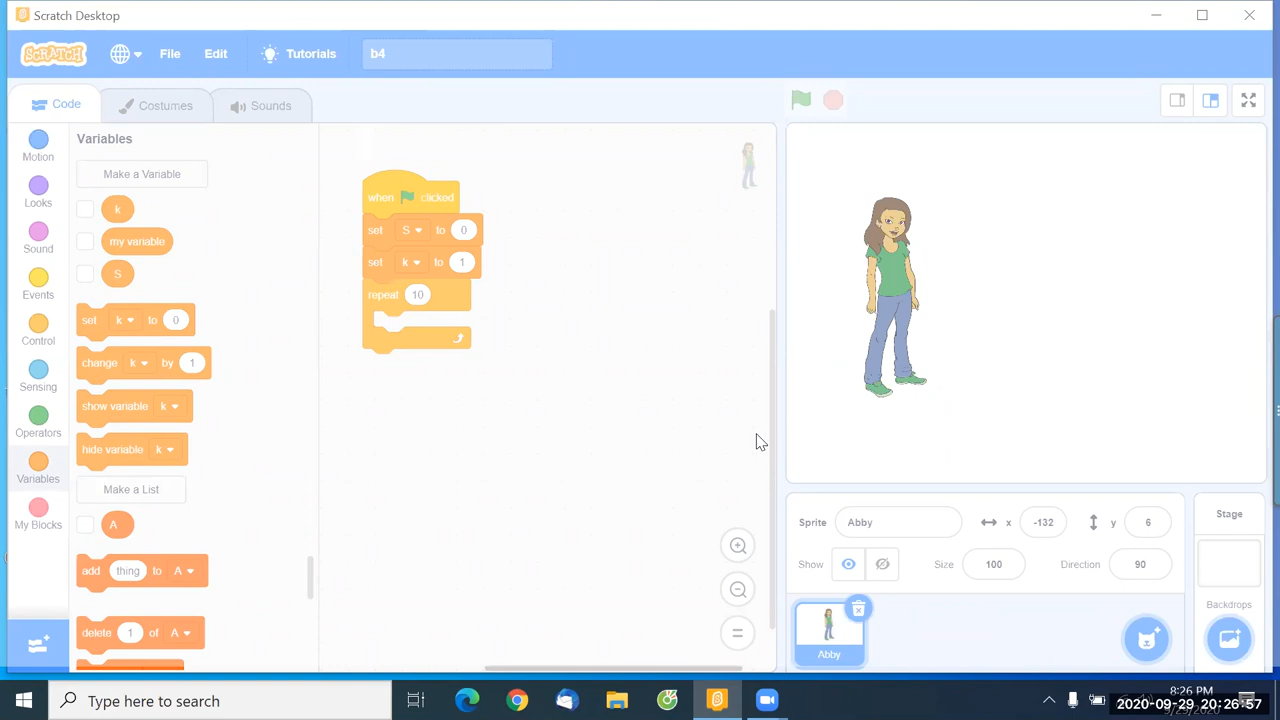 Scratch Desktop
SCRATCH File Edit Tutorials b4
Code Costumes Sounds
Motion
Looks
Sound
Events
Control
Sensing
Operators
Variables
My Blocks
Variables
Make a Variable
k
my variable
S
set k to 0
change k by 1
show variable k
hide variable k
Make a List
A
add thing to A
delete 1 of A
when clicked
set S to 0
set k to 1
repeat 10
Sprite Abby x -132 y 6
Show Size 100 Direction 90
Abby
Stage
Backdrops
Type here to search
8:26 PM
2020-09-29 20:26:57